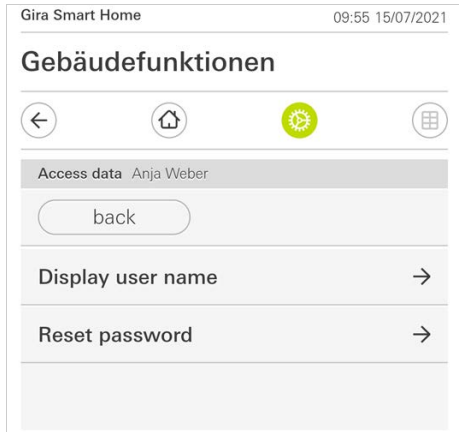 Gira Smart Home 09:55 15/07/2021
Gebäudefunktionen
Access data Anja Weber
back
Display user name
Reset password